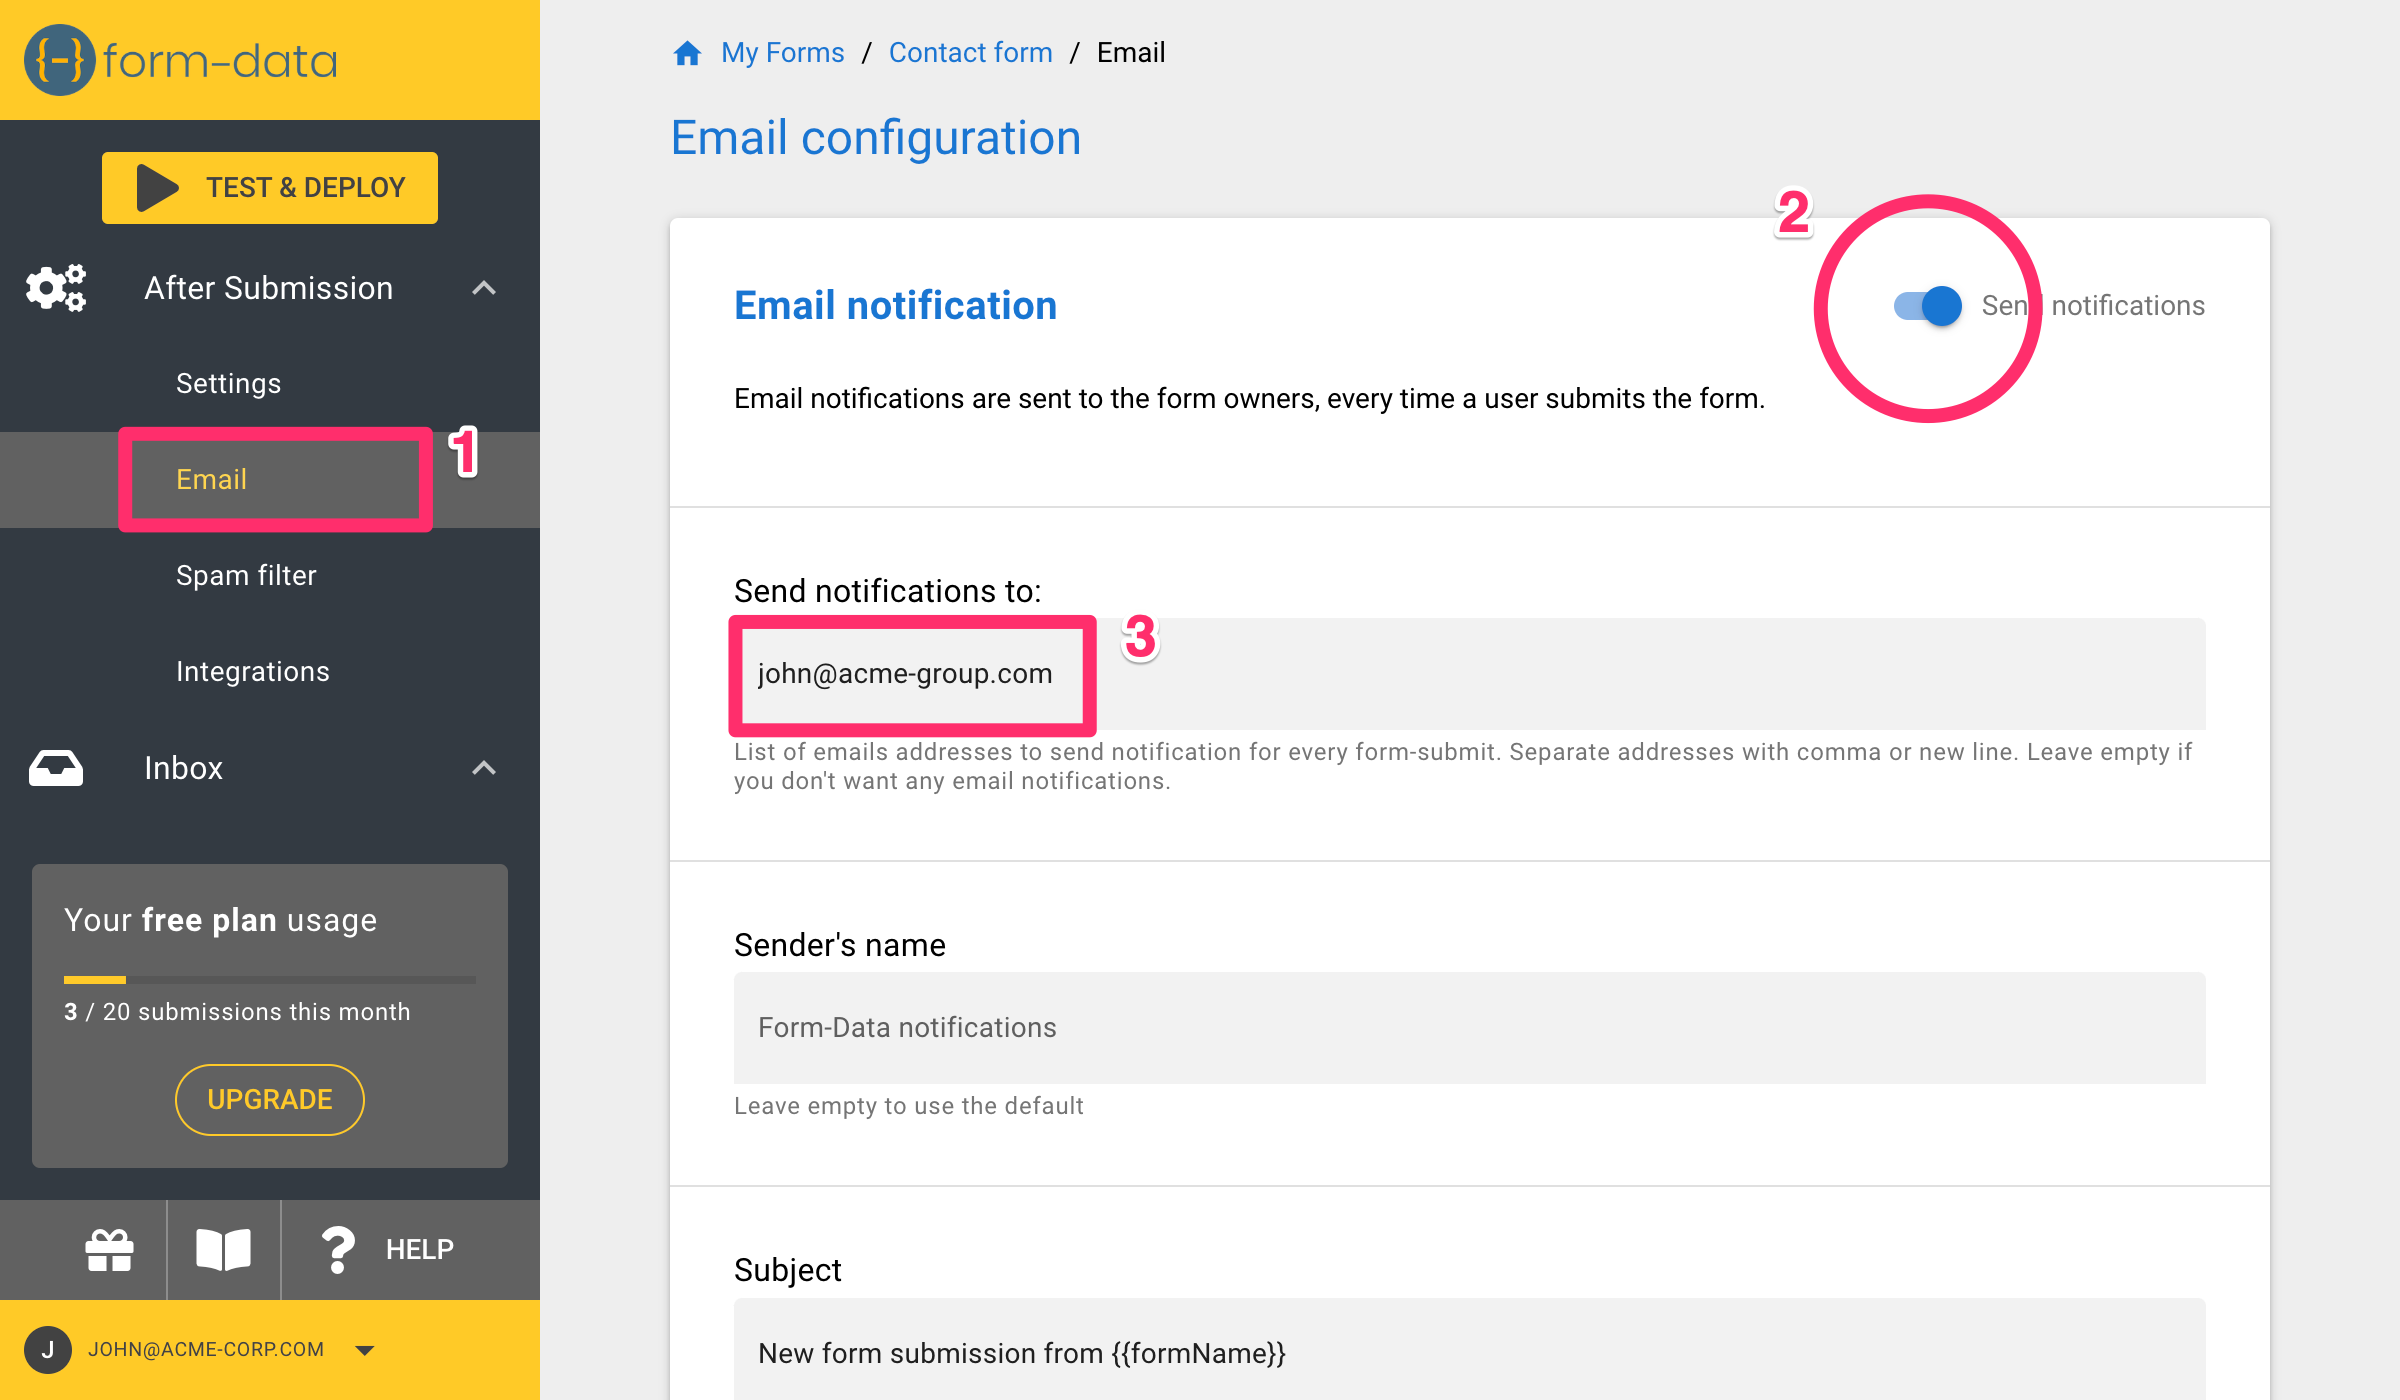 {-} form-data
TEST & DEPLOY
After Submission
Settings
Email
1
Spam filter
Integrations
Inbox
Your free plan usage
3 / 20 submissions this month
UPGRADE
? HELP
J JOHN@ACME-CORP.COM
My Forms / Contact form / Email
Email configuration
2
Email notification
Send notifications
Email notifications are sent to the form owners, every time a user submits the form.
Send notifications to:
3
john@acme-group.com
List of emails addresses to send notification for every form-submit. Separate addresses with comma or new line. Leave empty if
you don't want any email notifications.
Sender's name
Form-Data notifications
Leave empty to use the default
Subject
New form submission from {{formName}}